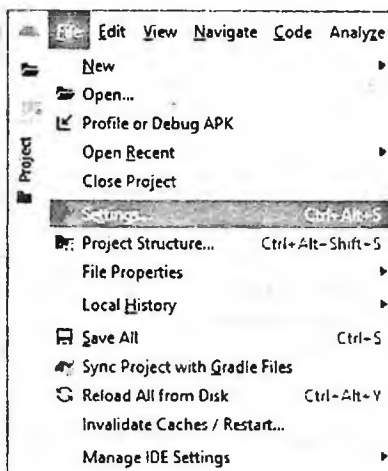 File Edit View Navigate Code Analyze
New
Open...
Profile or Debug APK
Open Recent
Close Project
Settings... Ctrl+Alt+S
Project Structure... Ctrl+Alt+Shift+S
File Properties
Local History
Save All Ctrl+S
Sync Project with Gradle Files
Reload All from Disk Ctrl+Alt+Y
Invalidate Caches / Restart...
Manage IDE Settings
Project